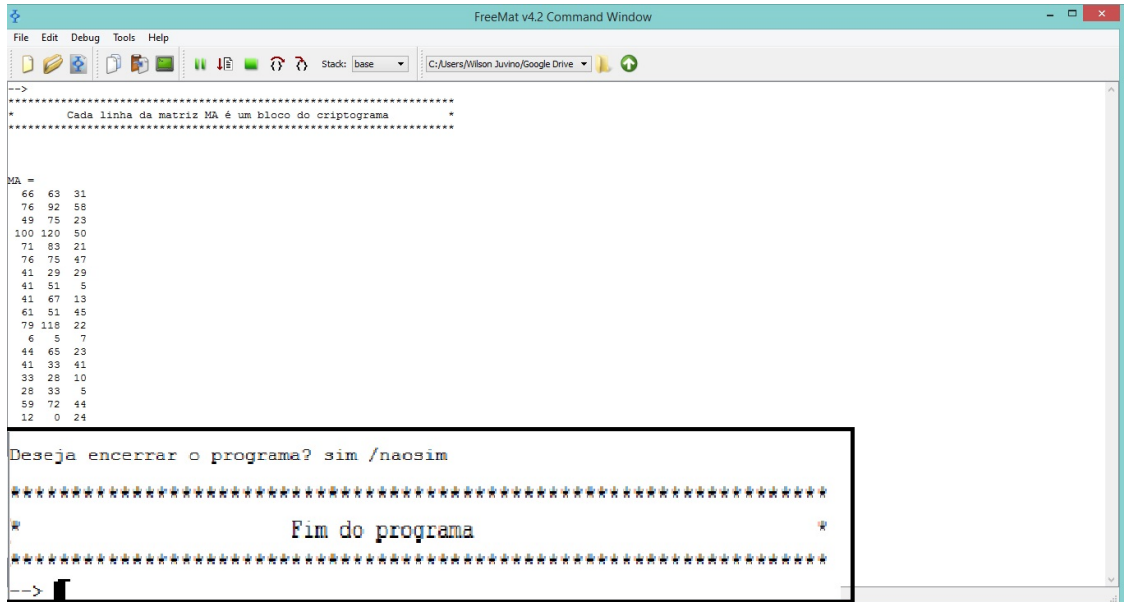 FreeMat v4.2 Command Window
File Edit Debug Tools Help
Stack: base C:/Users/Wilson Juvino/Google Drive
-->
*********************************************************************
* Cada linha da matriz MA é um bloco do criptograma *
*********************************************************************
MA =
66 63 31
76 92 58
49 75 23
100 120 50
71 83 21
76 75 47
41 29 29
41 51 5
41 67 13
61 51 45
79 118 22
6 5 7
44 65 23
41 33 41
33 28 10
28 33 5
59 72 44
12 0 24
Deseja encerrar o programa? sim /naosim
*********************************************************************
* Fim do programa *
*********************************************************************
-->